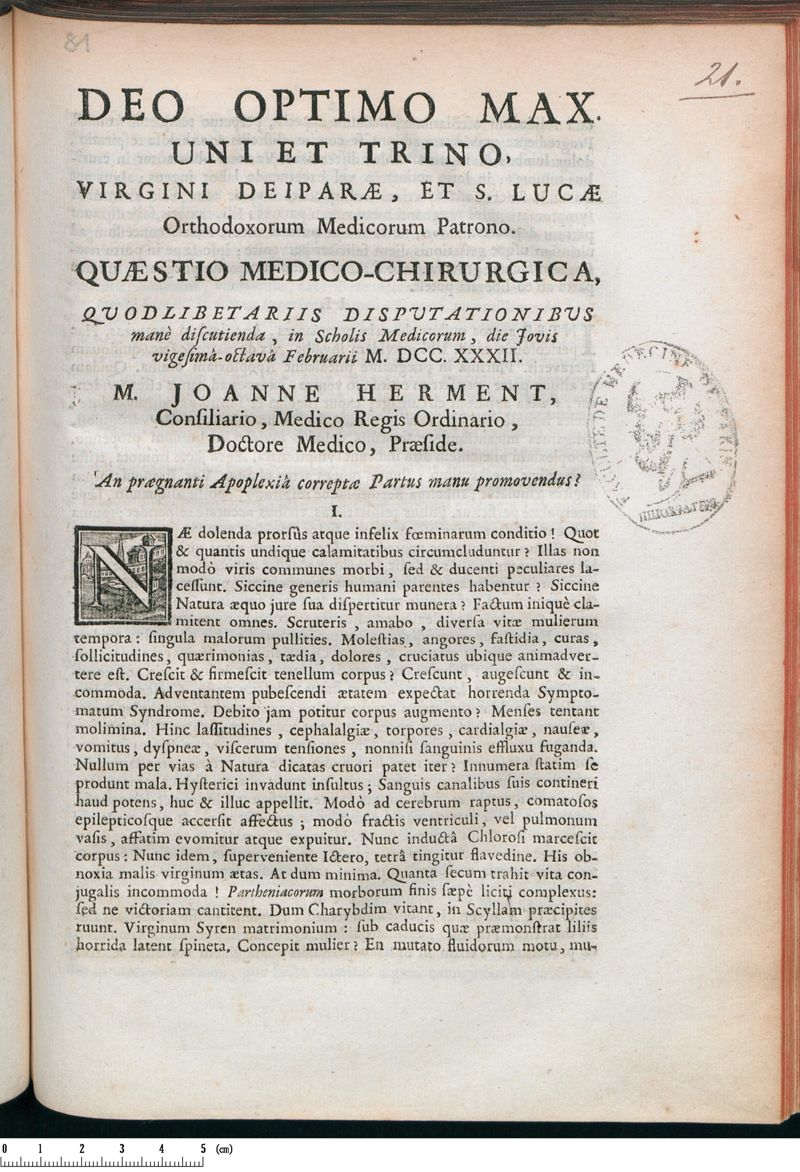 81
21.
DEO OPTIMO MAX.
UNI ET TRINO,
VIRGINI DEIPARÆ, ET S. LUCÆ
Orthodoxorum Medicorum Patrono.
QUÆSTIO MEDICO-CHIRURGICA,
QUODLIBETARIIS DISPUTATIONIBUS
manè diſcutienda, in Scholis Medicorum, die Jovis
vigeſimà-octavà Februarii M. DCC. XXXII.
M. JOANNE HERMENT,
Conſiliario, Medico Regis Ordinario,
Doctore Medico, Præſide.
An prægnanti Apoplexià correptæ Partus manu promovendus?
I.
NÆ dolenda prorſùs atque infelix fœminarum conditio! Quot
& quantis undique calamitatibus circumcluduntur? Illas non
modò viris communes morbi, ſed & ducenti peculiares la-
ceſſunt. Siccine generis humani parentes habentur? Siccine
Natura æquo jure ſua diſpertitur munera? Factum iniquè cla-
mitent omnes. Scruteris, amabo, diverſa vitæ mulierum
tempora: ſingula malorum pullities. Moleſtias, angores, faſtidia, curas,
ſollicitudines, quærimonias, tædia, dolores, cruciatus ubique animadver-
tere eſt. Creſcit & firmeſcit tenellum corpus? Creſcunt, augeſcunt & in-
commoda. Adventantem pubeſcendi ætatem expectat horrenda Sympto-
matum Syndrome. Debito jam potitur corpus augmento? Menſes tentant
molimina. Hinc laſſitudines, cephalalgiæ, torpores, cardialgiæ, nauſeæ,
vomitus, dyſpneæ, viſcerum tenſiones, nonniſi ſanguinis effluxu fuganda.
Nullum per vias à Natura dicatas cruori patet iter? Innumera ſtatim ſe
produnt mala. Hyſterici invadunt inſultus; Sanguis canalibus ſuis contineri
haud potens, huc & illuc appellit. Modò ad cerebrum raptus, comatoſos
epilepticoſque accerſit affectus; modò fractis ventriculi, vel pulmonum
vaſis, affatim evomitur atque expuitur. Nunc inductâ Chloroſi marceſcit
corpus: Nunc idem, ſuperveniente Ictero, tetrâ tingitur flavedine. His ob-
noxia malis virginum ætas. At dum minima. Quanta ſecum trahit vita con-
jugalis incommoda! Partheniacorum morborum finis ſæpè liciti complexus:
ſed ne victoriam cantitent. Dum Charybdim vitant, in Scyllam præcipites
ruunt. Virginum Syren matrimonium: ſub caducis quæ præmonſtrat liliis
horrida latent ſpineta. Concepit mulier? En mutato fluidorum motu, mu-
FACULTÉ DE MEDECINE DE PARIS